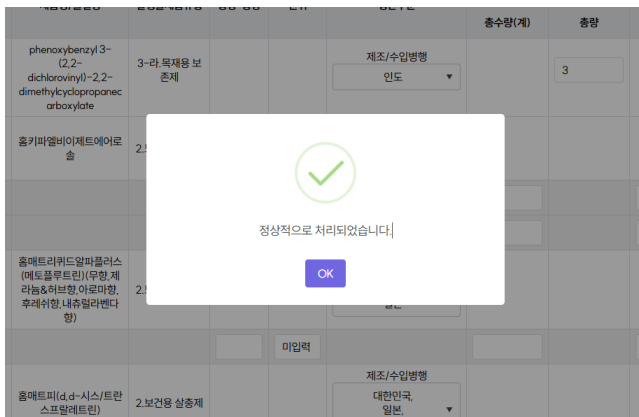 총수량(계)
총량
phenoxybenzyl 3-
(2,2-
dichlorovinyl)-2,2-
dimethylcyclopropanec
arboxylate
3-라.목재용 보
존제
제조/수입병행
인도
3
홈키파엘비이제트에어로
솔
정상적으로 처리되었습니다.
OK
홈매트리퀴드알파플러스
(메토플루트린)(무향,제
라늄&허브향,아로마향,
후레쉬향,내츄럴라벤다
향)
미입력
홈매트피(d,d-시스/트란
스프랄레트린)
2.보건용 살충제
제조/수입병행
대한민국,
일본,